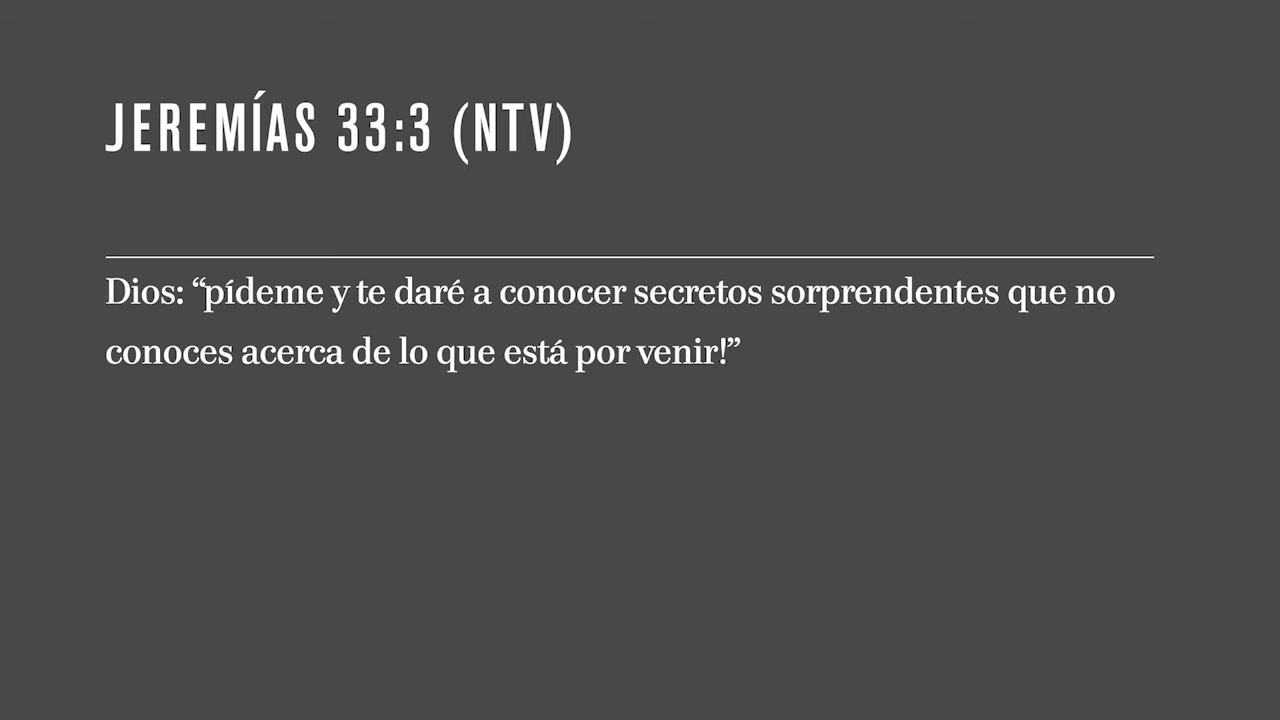 JEREMÍAS 33:3 (NTV)
Dios: “pídeme y te daré a conocer secretos sorprendentes que no
conoces acerca de lo que está por venir!”